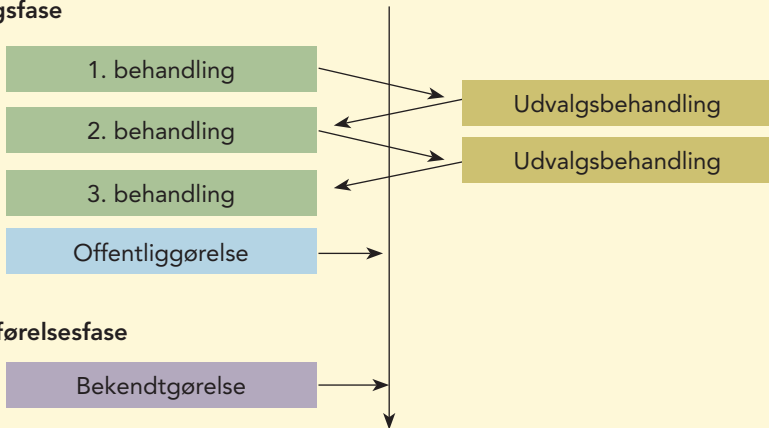 gsfase
1. behandling
Udvalgsbehandling
2. behandling
Udvalgsbehandling
3. behandling
Offentliggørelse
førelsesfase
Bekendtgørelse